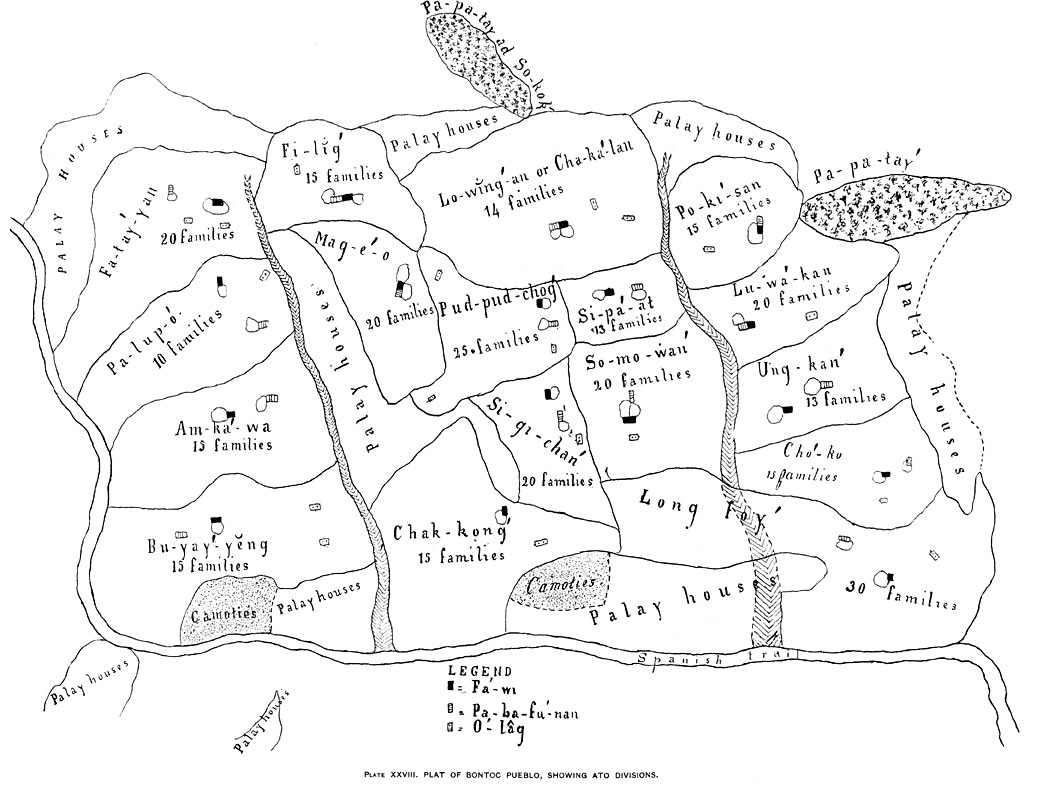 Pa-pa-tay ad So-kok
PALAY HOUSES
Fi-lĭg´
15 families
Palay houses
Palay houses
Pa-pa-tay´
Fa-tay´-yan
20 families
Lo-wĭng´-an or Cha-ka´-lan
14 families
Po-ki´-san
15 families
Mag-e´-o
20 families
Pa-lup-o´.
10 families
Palay houses
Pud-pud-chog´
25 families
Si-pa´-at
13 families
Lu-wa´-kan
20 families
Palay houses
So-mo-wan´
20 families
Ung-kan´
13 families
Am-ka´-wa
15 families
Si-gi-chan´
20 families
Cho´-ko
15 families
Long foy´
30 families
Bu-yay´-yĕng
15 families
Chak-kong´
15 families
Camoties
Palay houses
Camoties
Palay houses
Spanish trail
Palay houses
Palay houses
LEGEND
= Fa´-wi
= Pa-ba-fu´-nan
= O´-lâg
PLATE XXVIII. PLAT OF BONTOC PUEBLO, SHOWING ATO DIVISIONS.